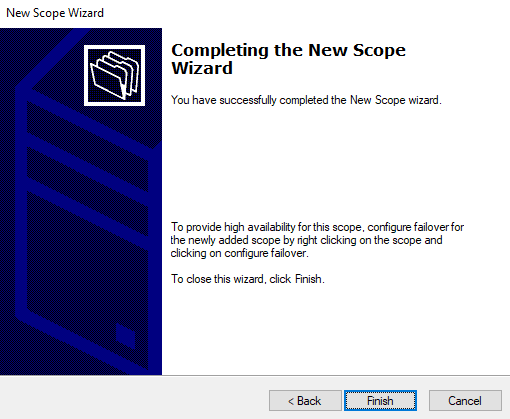 New Scope Wizard
Completing the New Scope
Wizard
You have successfully completed the New Scope wizard.
To provide high availability for this scope, configure failover for
the newly added scope by right clicking on the scope and
clicking on configure failover.
To close this wizard, click Finish.
< Back
Finish
Cancel